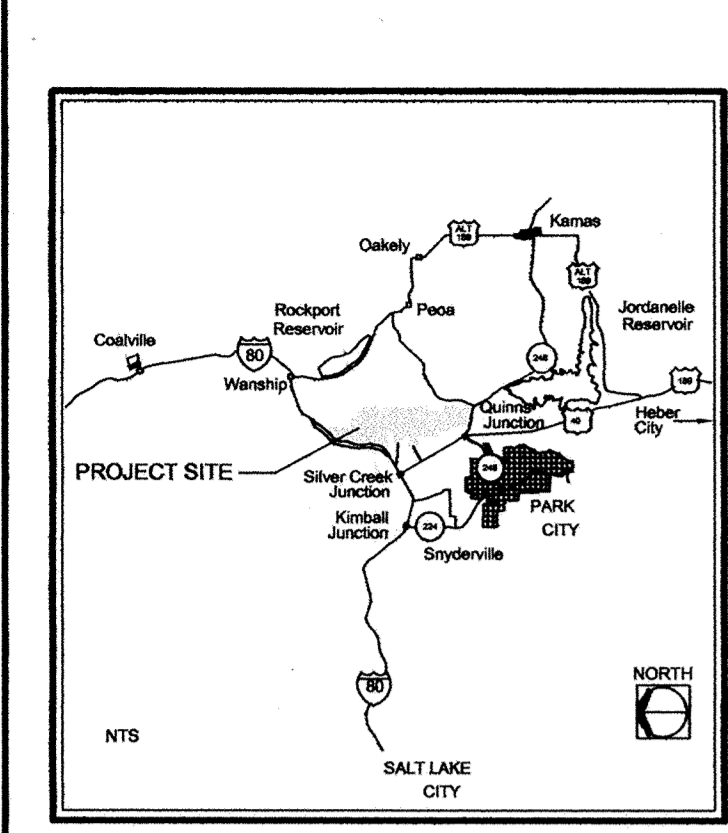 Kamas
ALT
189
Oakely
ALT
189
Rockport
Reservoir
Peoa
Jordanelle
Reservoir
Coalville
80
Wanship
248
189
Quinns
Junction
40
Heber
City
PROJECT SITE
Silver Creek
Junction
248
PARK
CITY
Kimball
Junction
224
Snyderville
80
NORTH
NTS
SALT LAKE
CITY